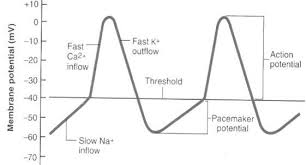 +10
0
−10
−20
−30
−40
−50
−60
−70
Membrane potential (mV)
Fast
Ca2+
inflow
Fast K+
outflow
Threshold
Action
potential
Pacemaker
potential
Slow Na+
inflow